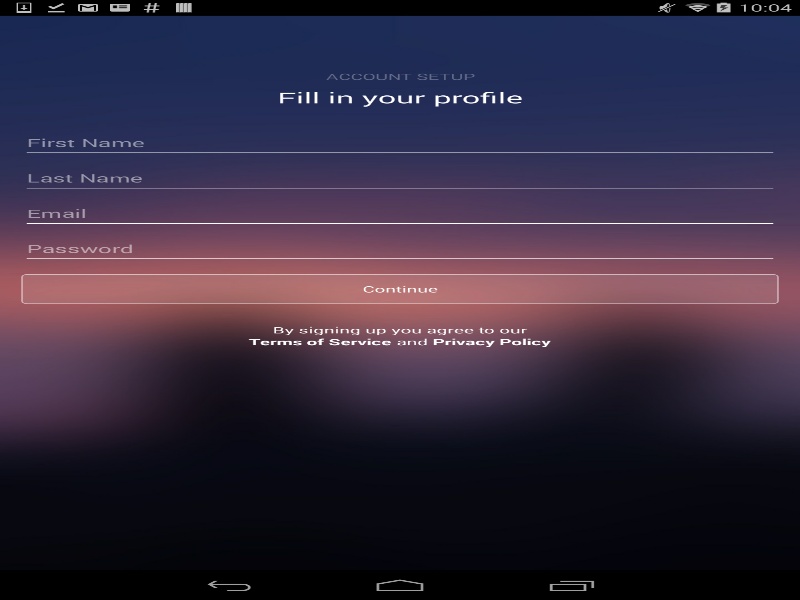 10:04
ACCOUNT SETUP
Fill in your profile
First Name
Last Name
Email
Password
Continue
By signing up you agree to our
Terms of Service and Privacy Policy